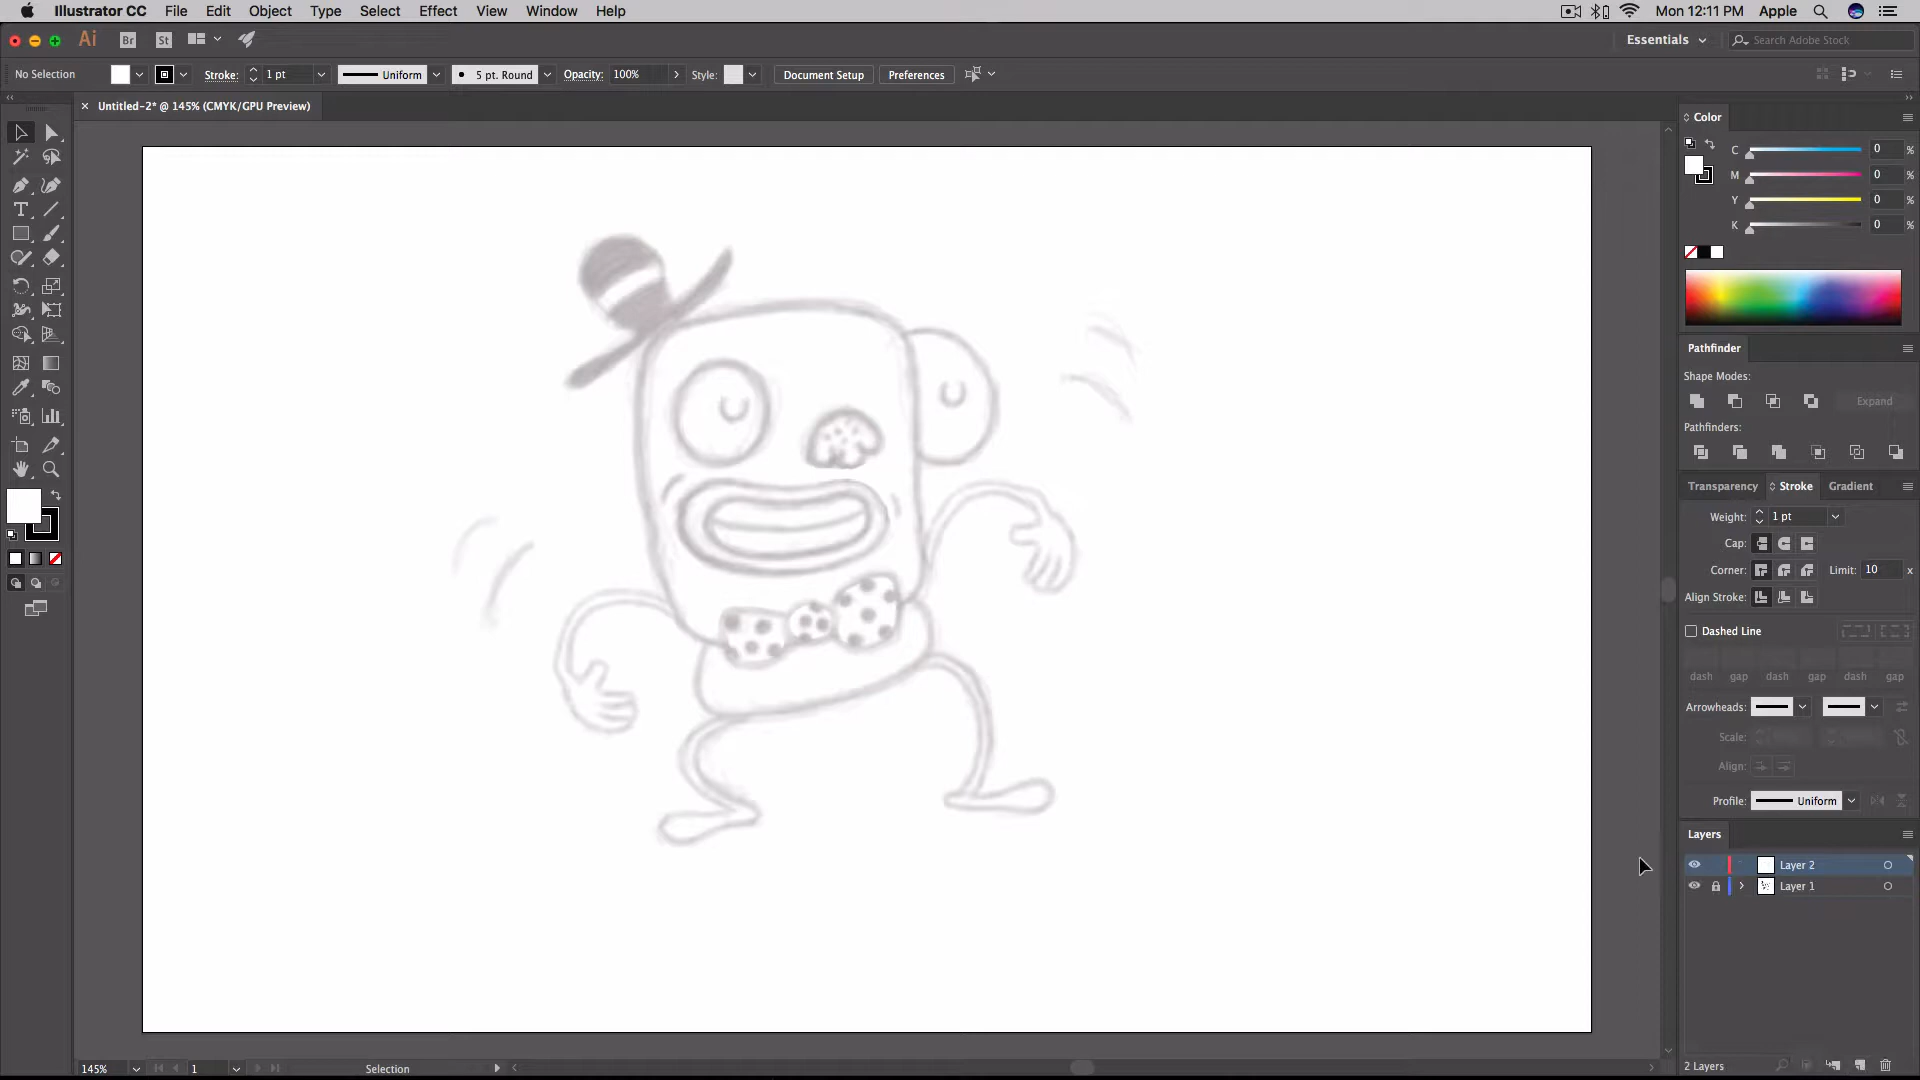 Illustrator CC File Edit Object Type Select Effect View Window Help Mon 12:11 PM Apple
Ai Br St Essentials Search Adobe Stock
No Selection Stroke: 1 pt Uniform 5 pt. Round Opacity: 100% Style: Document Setup Preferences
Untitled-2* @ 145% (CMYK/GPU Preview)
Color
C 0 %
M 0 %
Y 0 %
K 0 %
Pathfinder
Shape Modes:
Expand
Pathfinders:
Transparency Stroke Gradient
Weight: 1 pt
Cap:
Corner: Limit: 10 x
Align Stroke:
Dashed Line
dash gap dash gap dash gap
Arrowheads:
Scale:
Align:
Profile: Uniform
Layers
Layer 2
Layer 1
2 Layers
145% 1 Selection